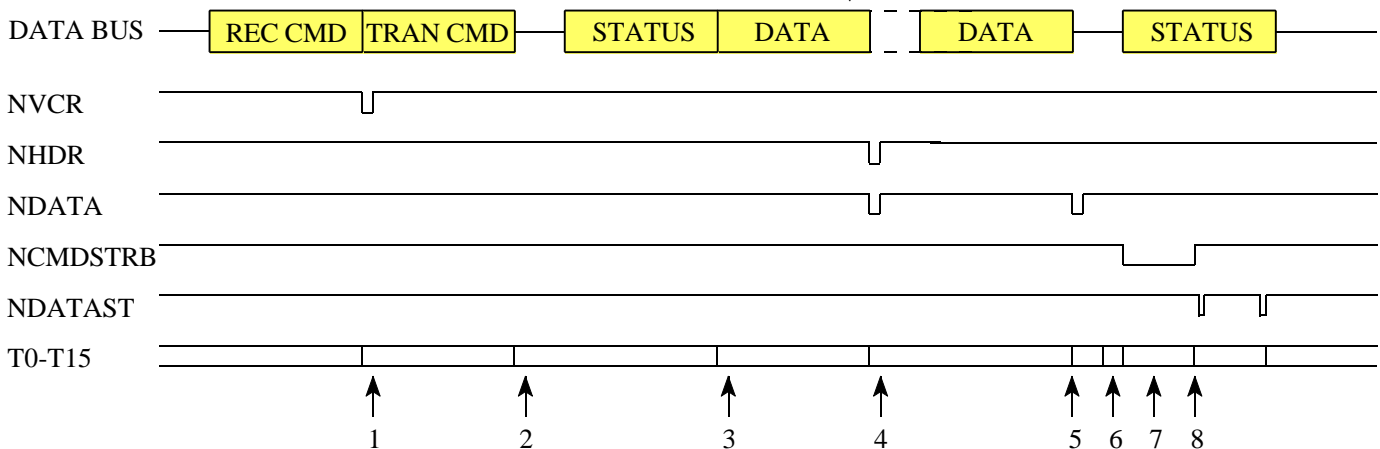 DATA BUS REC CMD TRAN CMD STATUS DATA DATA STATUS
NVCR
NHDR
NDATA
NCMDSTRB
NDATAST
T0-T15
1 2 3 4 5 6 7 8